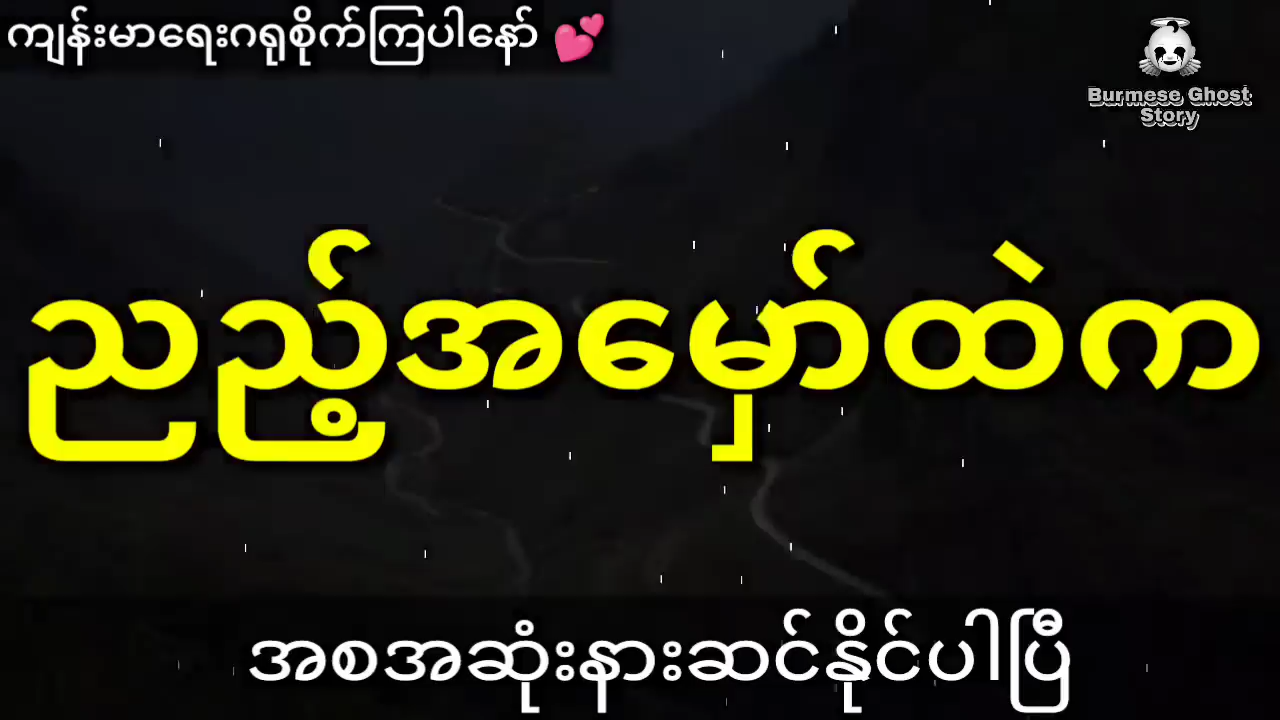 ကျန်းမာရေးဂရုစိုက်ကြပါနော် 💕
Burmese Ghost
Story
ညည့်အမှော်ထဲက
အစအဆုံးနားဆင်နိုင်ပါပြီ